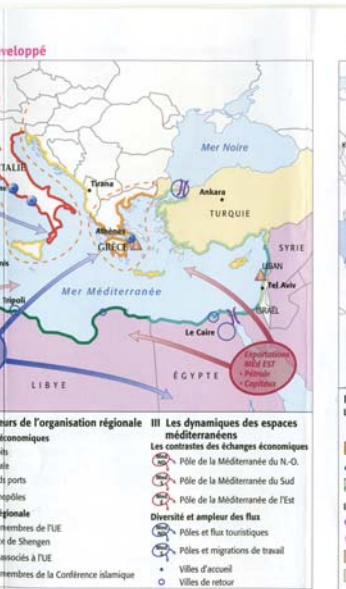 veloppé
Mer Noire
ITALIE
Tirana
Ankara
TURQUIE
Athènes
GRÈCE
SYRIE
LIBAN
nis
Tel Aviv
Mer Méditerranée
Tripoli
ISRAËL
Le Caire
Exportations
Méd EST
• Pétrole
• Capitaux
LIBYE
ÉGYPTE
eurs de l'organisation régionale
économiques
its
ale
ds ports
nopôles
égionale
membres de l'UE
e de Shengen
associés à l'UE
membres de la Conférence islamique
III Les dynamiques des espaces
méditerranéens
Les contrastes des échanges économiques
Pôle de la Méditerranée du N.-O.
Pôle de la Méditerranée du Sud
Pôle de la Méditerranée de l'Est
Diversité et ampleur des flux
Pôles et flux touristiques
Pôles et migrations de travail
Villes d'accueil
Villes de retour